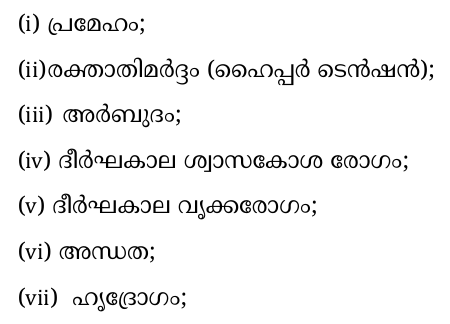 (i) പ്രമേഹം;
(ii)രക്താതിമർദ്ദം (ഹൈപ്പർ ടെൻഷൻ);
(iii) അർബുദം;
(iv) ദീർഘകാല ശ്വാസകോശ രോഗം;
(v) ദീർഘകാല വൃക്കരോഗം;
(vi) അന്ധത;
(vii) ഹൃദ്രോഗം;